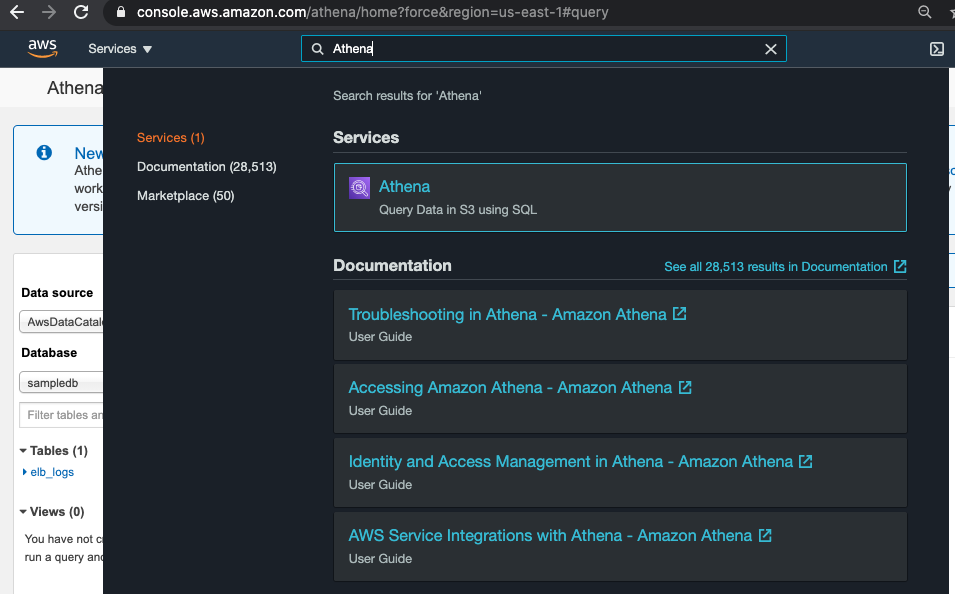 console.aws.amazon.com/athena/home?force&region=us-east-1#query
aws
Services
Athena
Athena
Search results for 'Athena'
Services (1)
Documentation (28,513)
Marketplace (50)
Services
Athena
Query Data in S3 using SQL
Documentation
See all 28,513 results in Documentation
Troubleshooting in Athena - Amazon Athena
User Guide
Accessing Amazon Athena - Amazon Athena
User Guide
Identity and Access Management in Athena - Amazon Athena
User Guide
AWS Service Integrations with Athena - Amazon Athena
User Guide
New
Athe
work
versi
Data source
AwsDataCatal
Database
sampledb
Filter tables an
Tables (1)
elb_logs
Views (0)
You have not c
run a query and